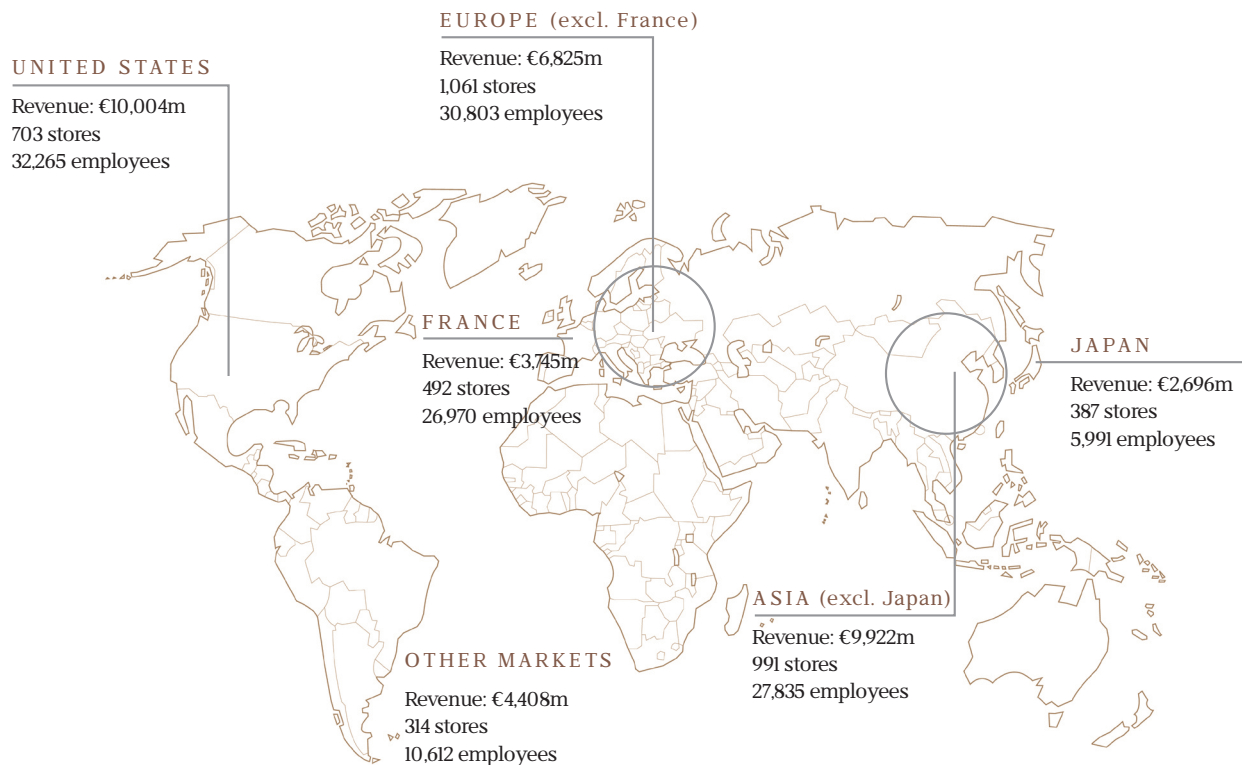 EUROPE (excl. France)
Revenue: €6,825m
1,061 stores
30,803 employees
UNITED STATES
Revenue: €10,004m
703 stores
32,265 employees
FRANCE
Revenue: €3,745m
492 stores
26,970 employees
JAPAN
Revenue: €2,696m
387 stores
5,991 employees
ASIA (excl. Japan)
Revenue: €9,922m
991 stores
27,835 employees
OTHER MARKETS
Revenue: €4,408m
314 stores
10,612 employees